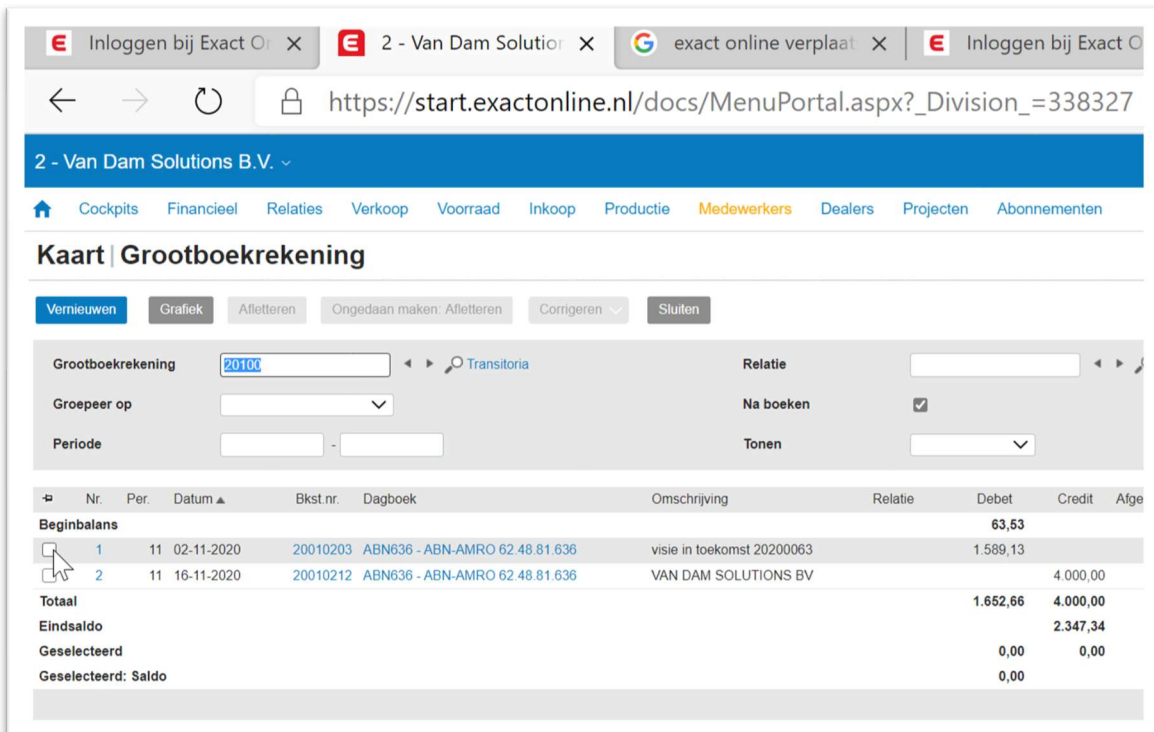 Inloggen bij Exact Or
2 - Van Dam Solution
exact online verplaat
Inloggen bij Exact O
https://start.exactonline.nl/docs/MenuPortal.aspx?_Division_=338327
2 - Van Dam Solutions B.V.
Cockpits Financieel Relaties Verkoop Voorraad Inkoop Productie Medewerkers Dealers Projecten Abonnementen
Kaart | Grootboekrekening
Vernieuwen Grafiek Afletteren Ongedaan maken: Afletteren Corrigeren Sluiten
Grootboekrekening 20100 Transitoria Relatie
Groepeer op Na boeken
Periode - Tonen
Nr. Per. Datum Bkst.nr. Dagboek Omschrijving Relatie Debet Credit Afge
Beginbalans 63,53
1 11 02-11-2020 20010203 ABN636 - ABN-AMRO 62.48.81.636 visie in toekomst 20200063 1.589,13
2 11 16-11-2020 20010212 ABN636 - ABN-AMRO 62.48.81.636 VAN DAM SOLUTIONS BV 4.000,00
Totaal 1.652,66 4.000,00
Eindsaldo 2.347,34
Geselecteerd 0,00 0,00
Geselecteerd: Saldo 0,00